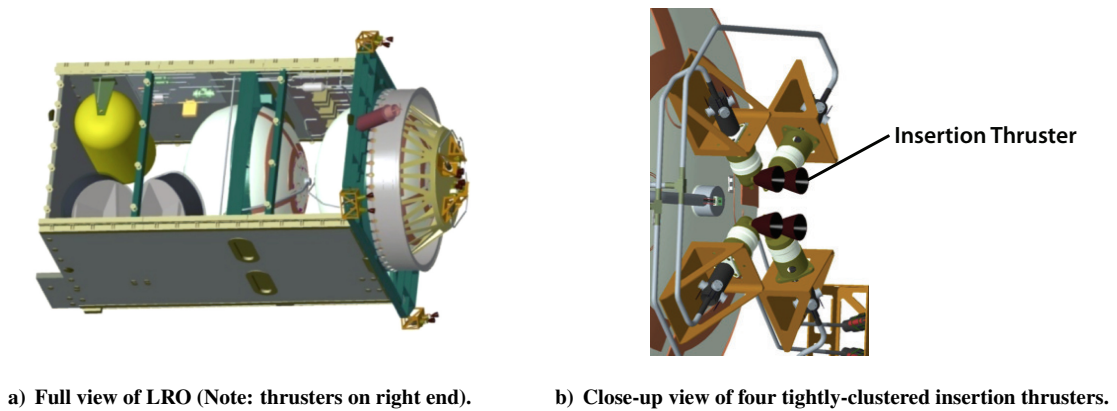 Insertion Thruster
a) Full view of LRO (Note: thrusters on right end).
b) Close-up view of four tightly-clustered insertion thrusters.